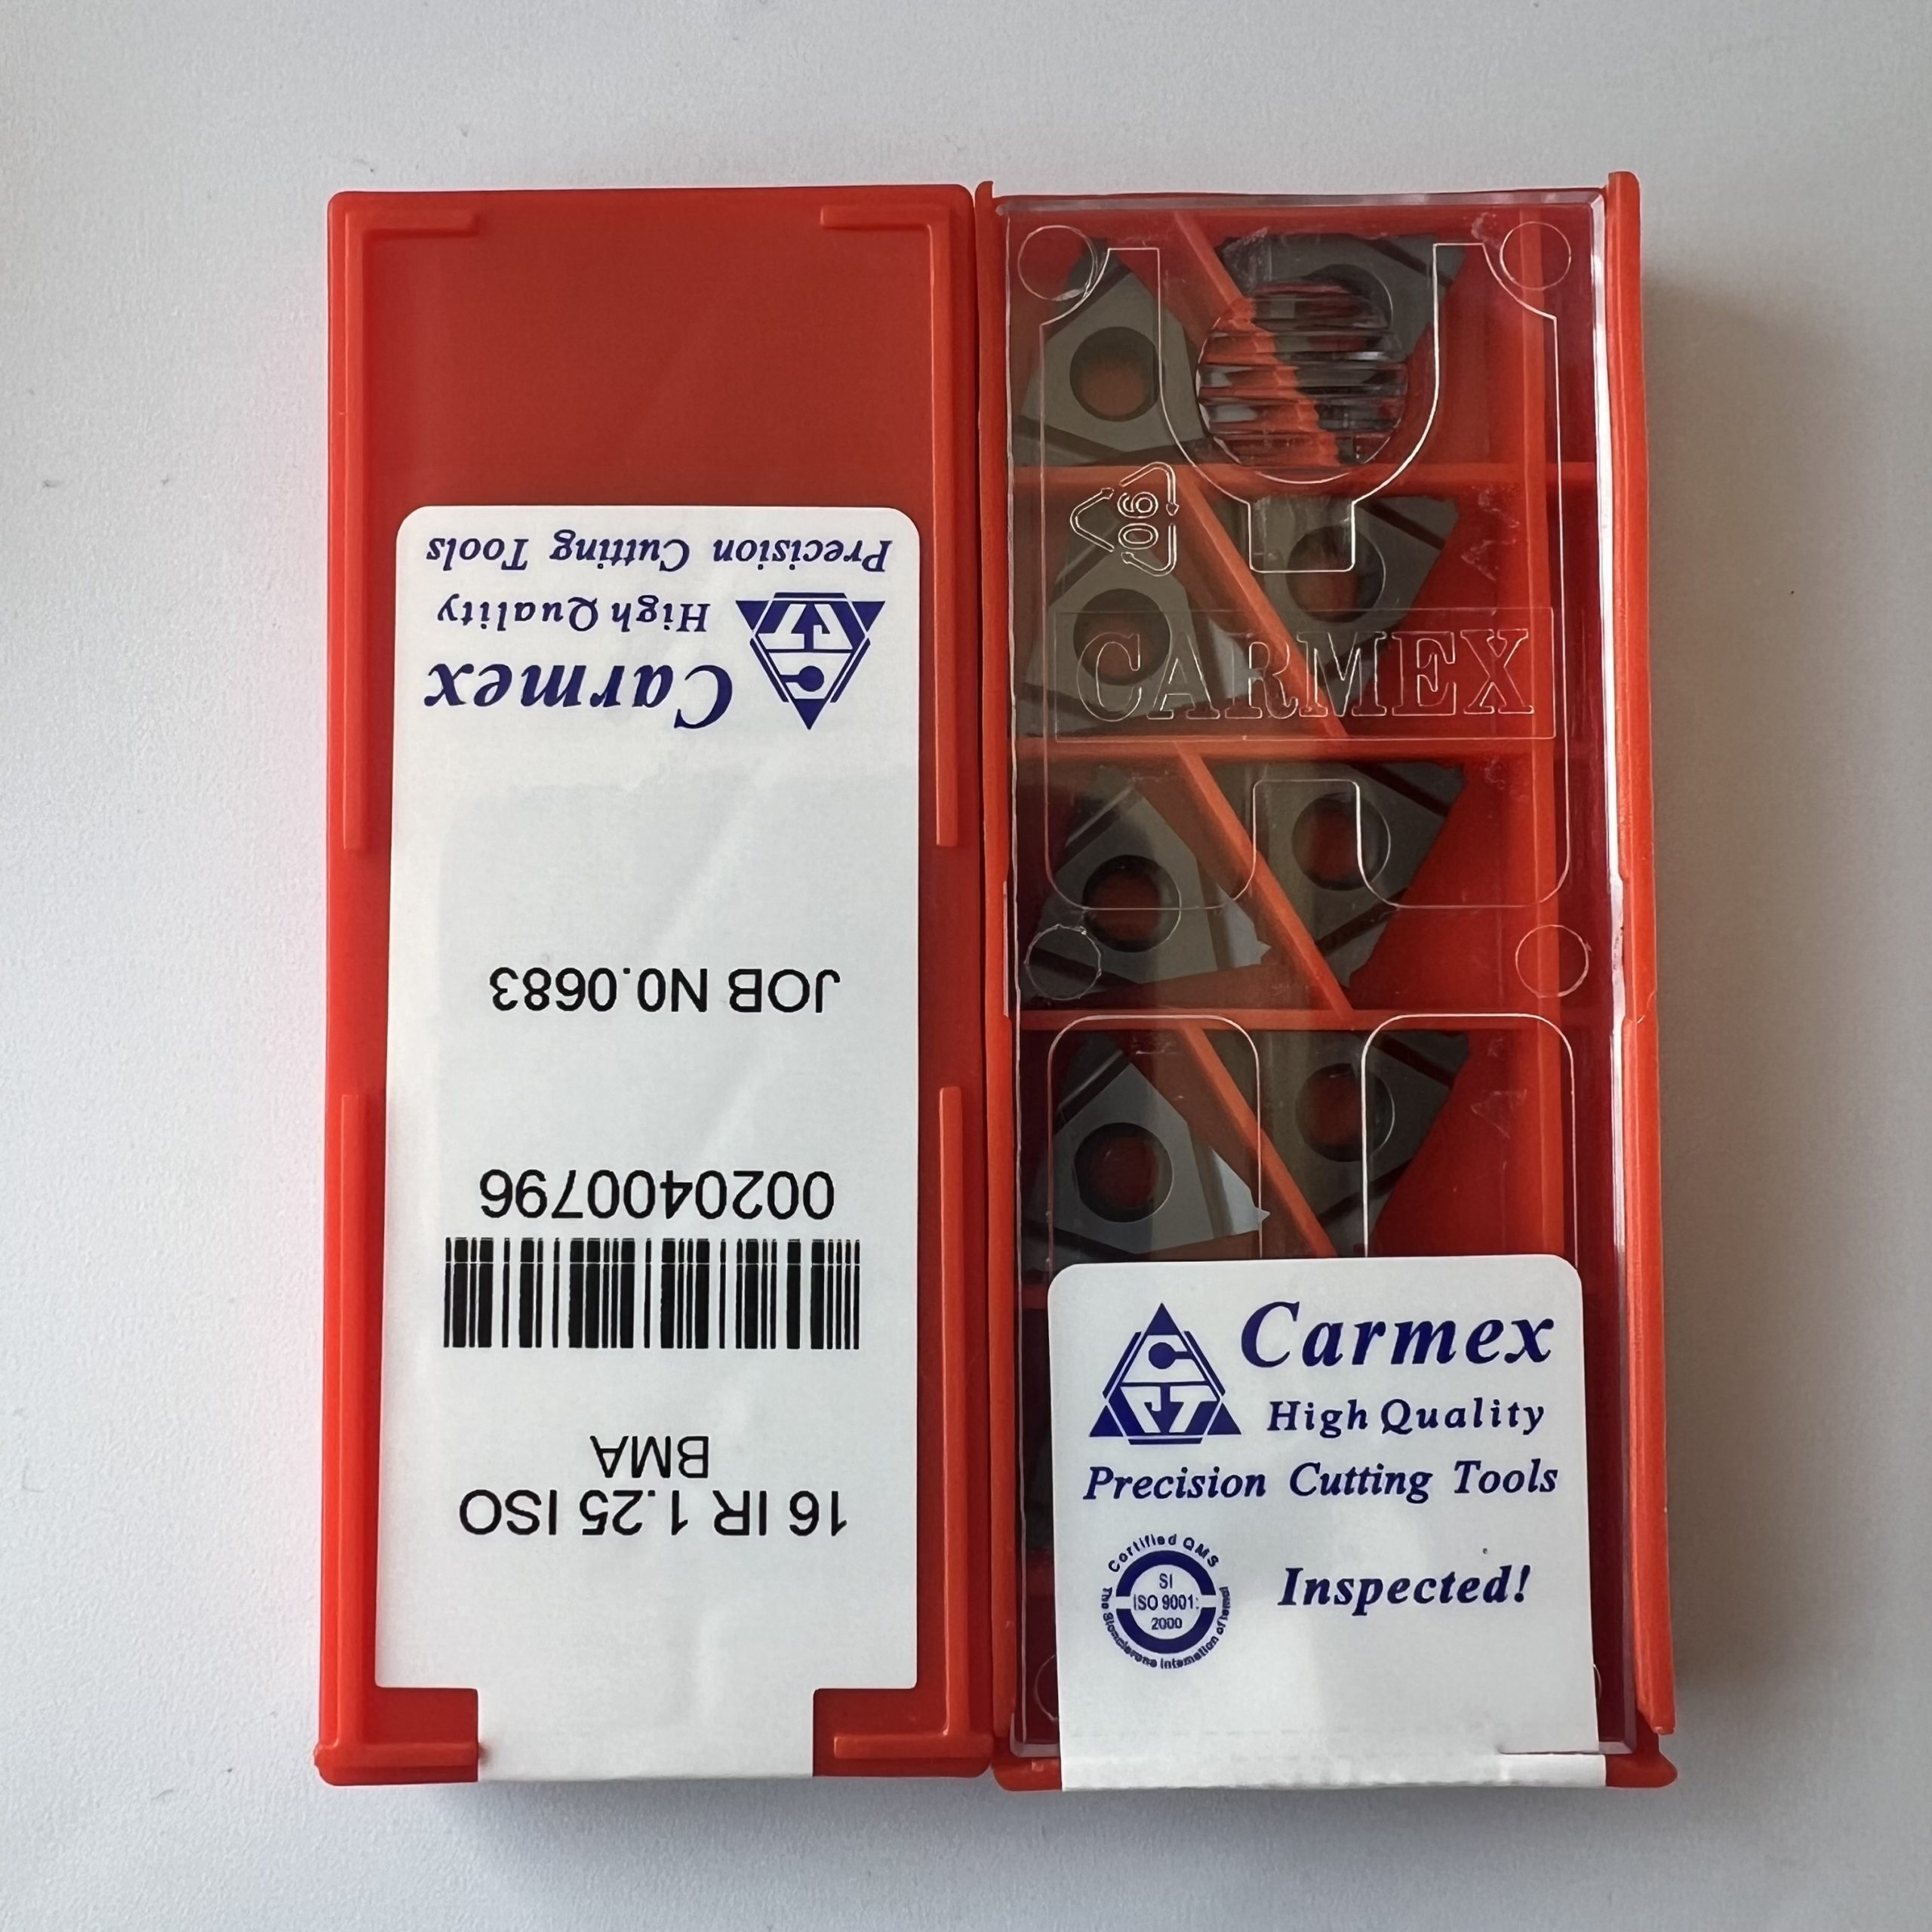 Carmex
High Quality
Precision Cutting Tools
JOB N0.0683
0020400796
16 IR 1.25 ISO
BMA
06
CARMEX
Carmex
High Quality
Precision Cutting Tools
Inspected!
Certified QMS
SI
ISO 9001:
2000